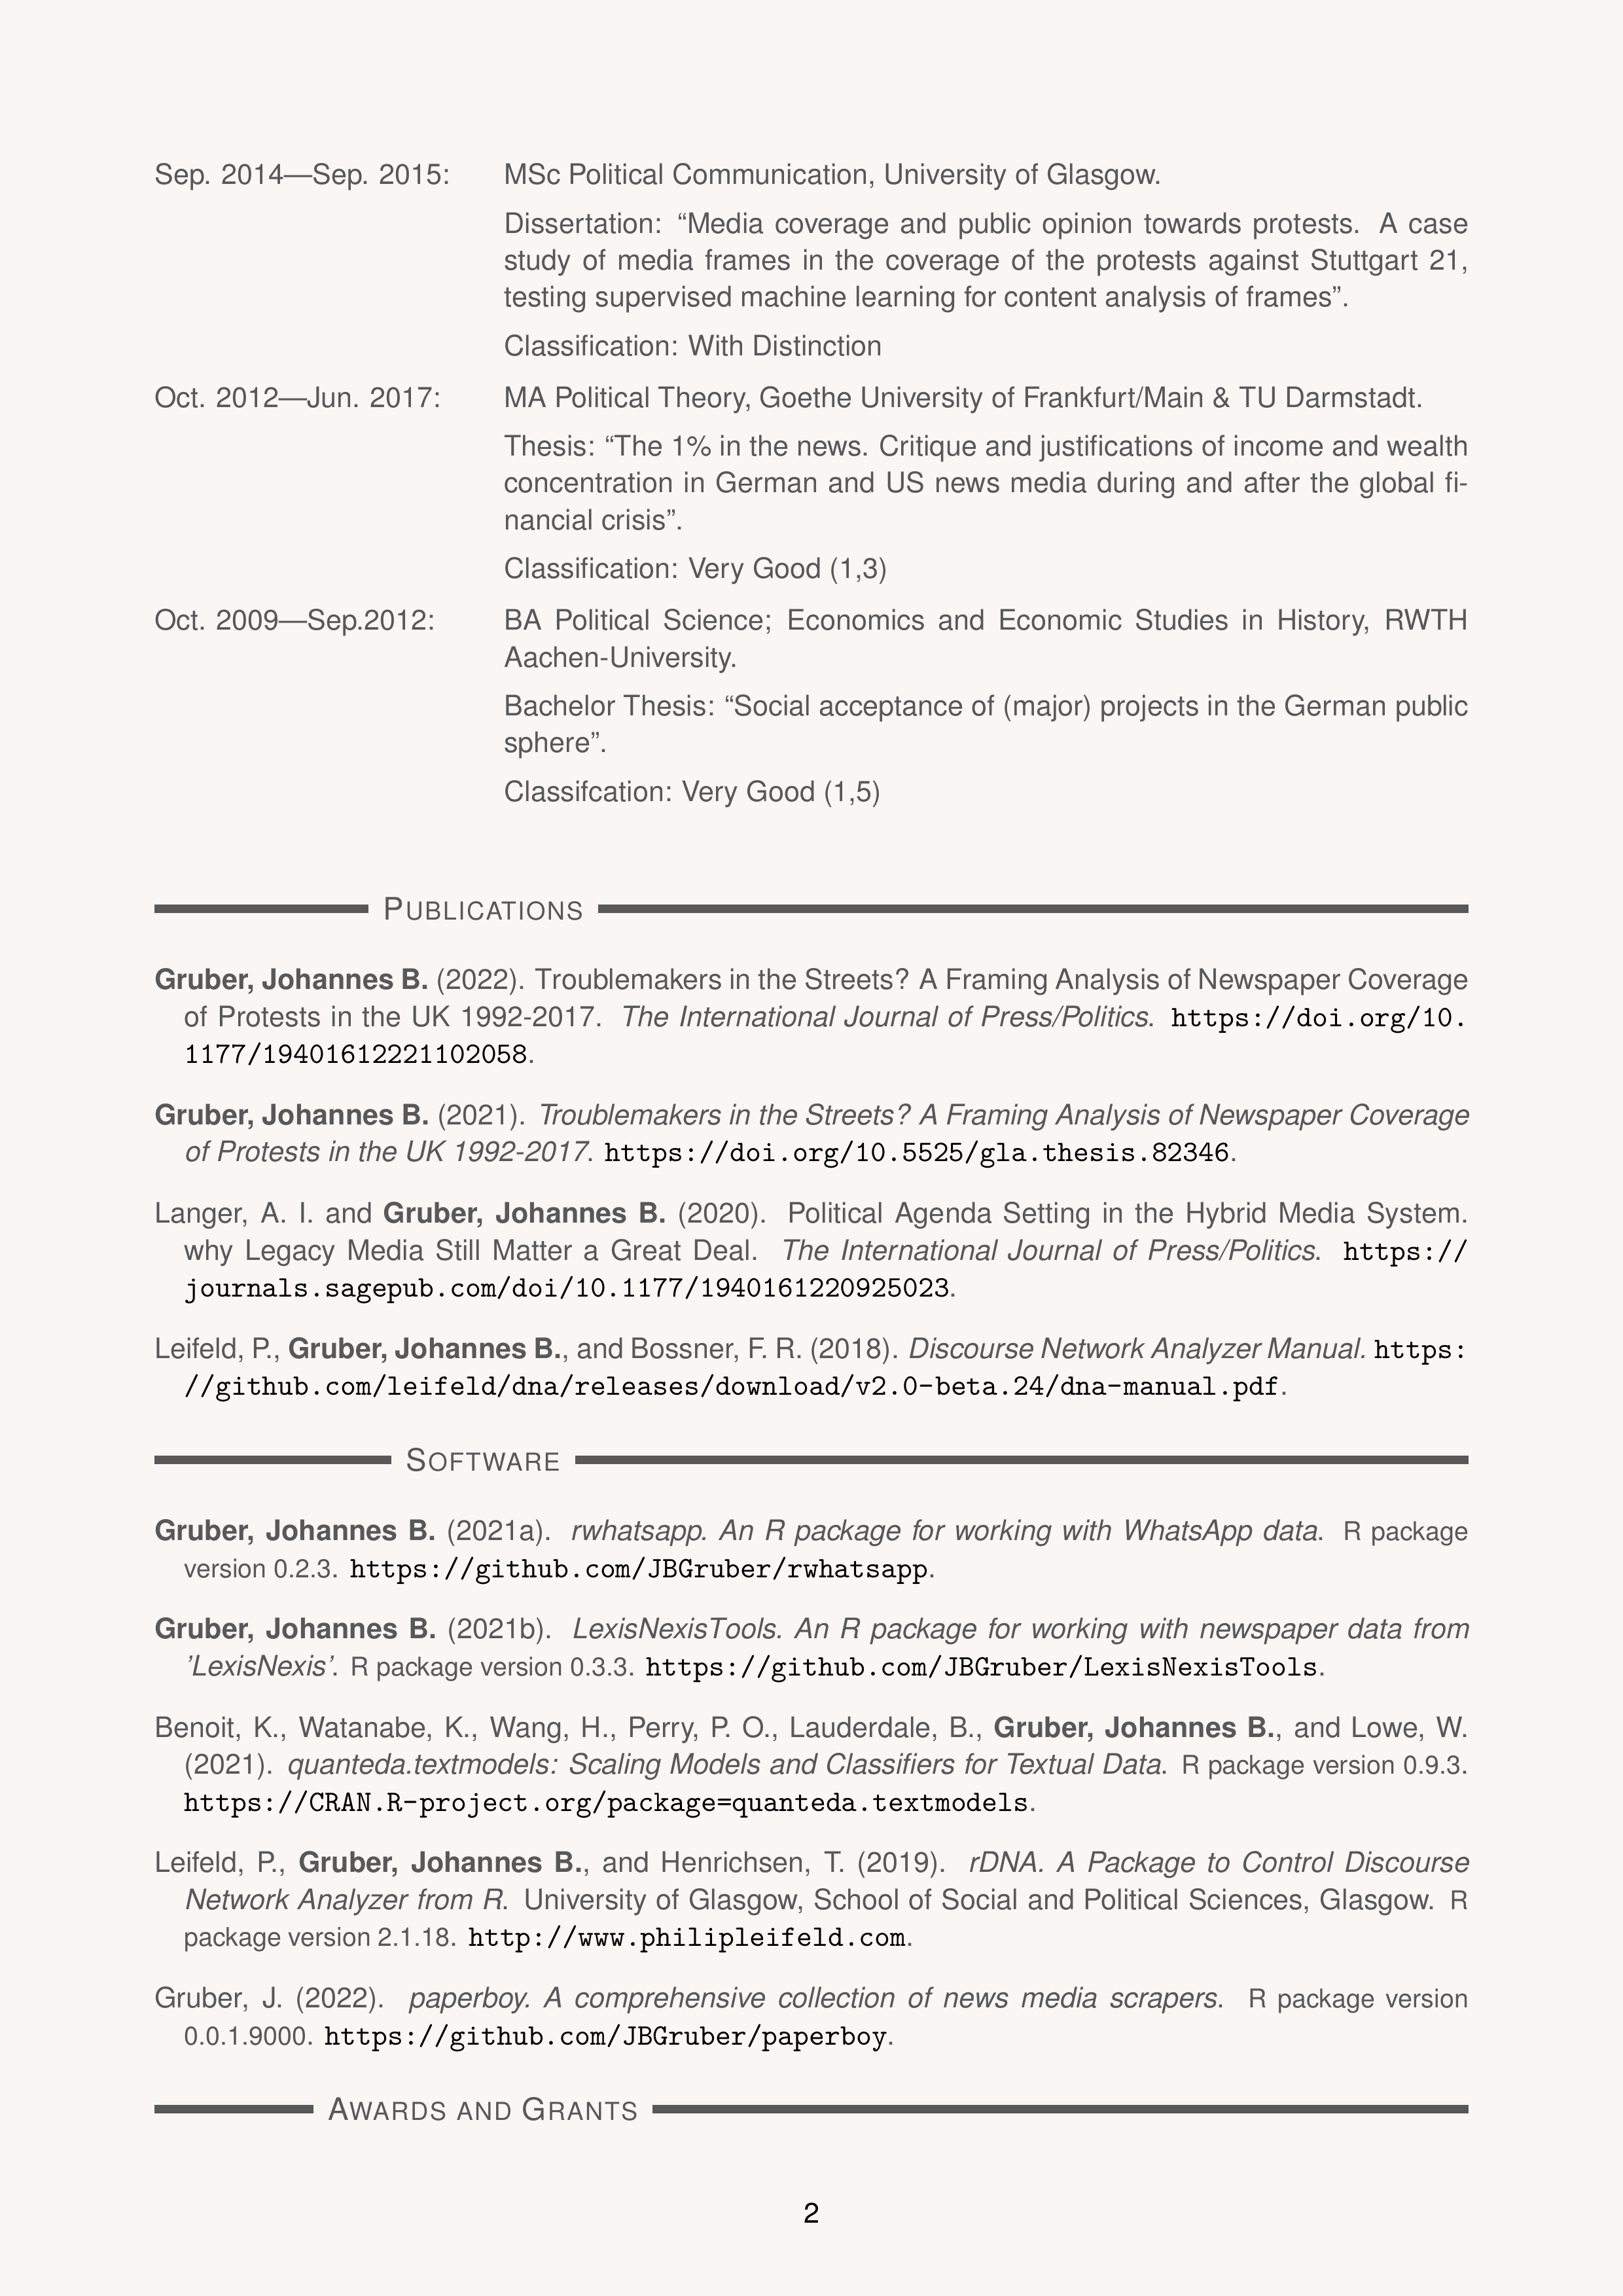 Sep. 2014—Sep. 2015: MSc Political Communication, University of Glasgow.
Dissertation: “Media coverage and public opinion towards protests. A case
study of media frames in the coverage of the protests against Stuttgart 21,
testing supervised machine learning for content analysis of frames”.
Classification: With Distinction
Oct. 2012—Jun. 2017: MA Political Theory, Goethe University of Frankfurt/Main & TU Darmstadt.
Thesis: “The 1% in the news. Critique and justifications of income and wealth
concentration in German and US news media during and after the global fi-
nancial crisis”.
Classification: Very Good (1,3)
Oct. 2009—Sep.2012: BA Political Science; Economics and Economic Studies in History, RWTH
Aachen-University.
Bachelor Thesis: “Social acceptance of (major) projects in the German public
sphere”.
Classifcation: Very Good (1,5)
PUBLICATIONS
Gruber, Johannes B. (2022). Troublemakers in the Streets? A Framing Analysis of Newspaper Coverage
of Protests in the UK 1992-2017. The International Journal of Press/Politics. https://doi.org/10.
1177/19401612221102058.
Gruber, Johannes B. (2021). Troublemakers in the Streets? A Framing Analysis of Newspaper Coverage
of Protests in the UK 1992-2017. https://doi.org/10.5525/gla.thesis.82346.
Langer, A. I. and Gruber, Johannes B. (2020). Political Agenda Setting in the Hybrid Media System.
why Legacy Media Still Matter a Great Deal. The International Journal of Press/Politics. https://
journals.sagepub.com/doi/10.1177/1940161220925023.
Leifeld, P., Gruber, Johannes B., and Bossner, F. R. (2018). Discourse Network Analyzer Manual. https:
//github.com/leifeld/dna/releases/download/v2.0-beta.24/dna-manual.pdf.
SOFTWARE
Gruber, Johannes B. (2021a). rwhatsapp. An R package for working with WhatsApp data. R package
version 0.2.3. https://github.com/JBGruber/rwhatsapp.
Gruber, Johannes B. (2021b). LexisNexisTools. An R package for working with newspaper data from
’LexisNexis’. R package version 0.3.3. https://github.com/JBGruber/LexisNexisTools.
Benoit, K., Watanabe, K., Wang, H., Perry, P. O., Lauderdale, B., Gruber, Johannes B., and Lowe, W.
(2021). quanteda.textmodels: Scaling Models and Classifiers for Textual Data. R package version 0.9.3.
https://CRAN.R-project.org/package=quanteda.textmodels.
Leifeld, P., Gruber, Johannes B., and Henrichsen, T. (2019). rDNA. A Package to Control Discourse
Network Analyzer from R. University of Glasgow, School of Social and Political Sciences, Glasgow. R
package version 2.1.18. http://www.philipleifeld.com.
Gruber, J. (2022). paperboy. A comprehensive collection of news media scrapers. R package version
0.0.1.9000. https://github.com/JBGruber/paperboy.
AWARDS AND GRANTS
2